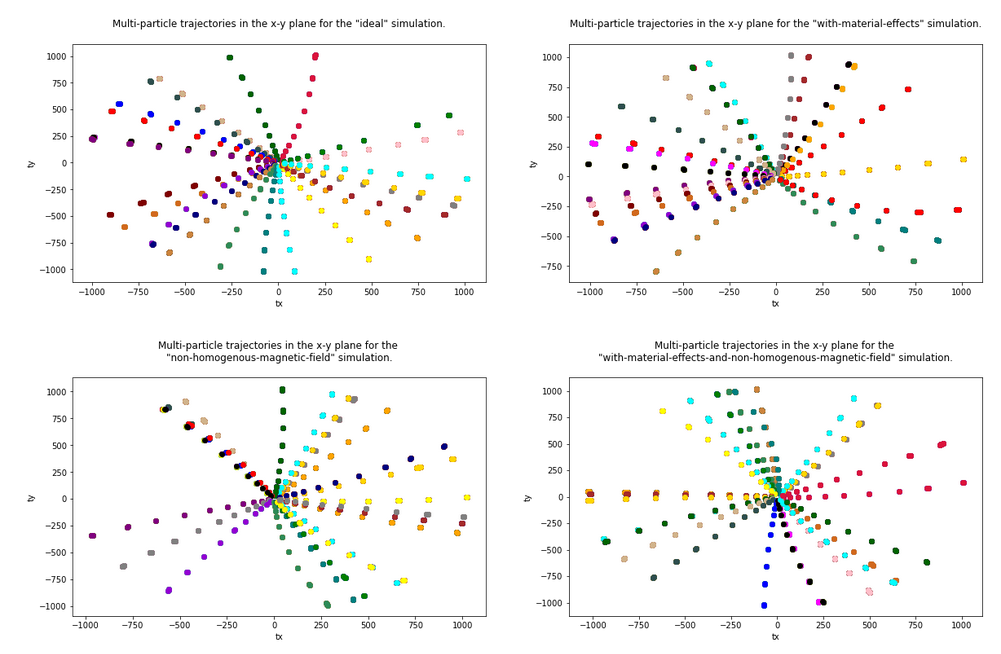 Multi-particle trajectories in the x-y plane for the "ideal" simulation.
1000
750
500
250
0
−250
−500
−750
−1000
ty
−1000 −750 −500 −250 0 250 500 750 1000
tx
Multi-particle trajectories in the x-y plane for the "with-material-effects" simulation.
1000
750
500
250
0
−250
−500
−750
ty
−1000 −750 −500 −250 0 250 500 750 1000
tx
Multi-particle trajectories in the x-y plane for the
"non-homogenous-magnetic-field" simulation.
1000
750
500
250
0
−250
−500
−750
−1000
ty
−1000 −750 −500 −250 0 250 500 750 1000
tx
Multi-particle trajectories in the x-y plane for the
"with-material-effects-and-non-homogenous-magnetic-field" simulation.
1000
750
500
250
0
−250
−500
−750
−1000
ty
−1000 −750 −500 −250 0 250 500 750 1000
tx